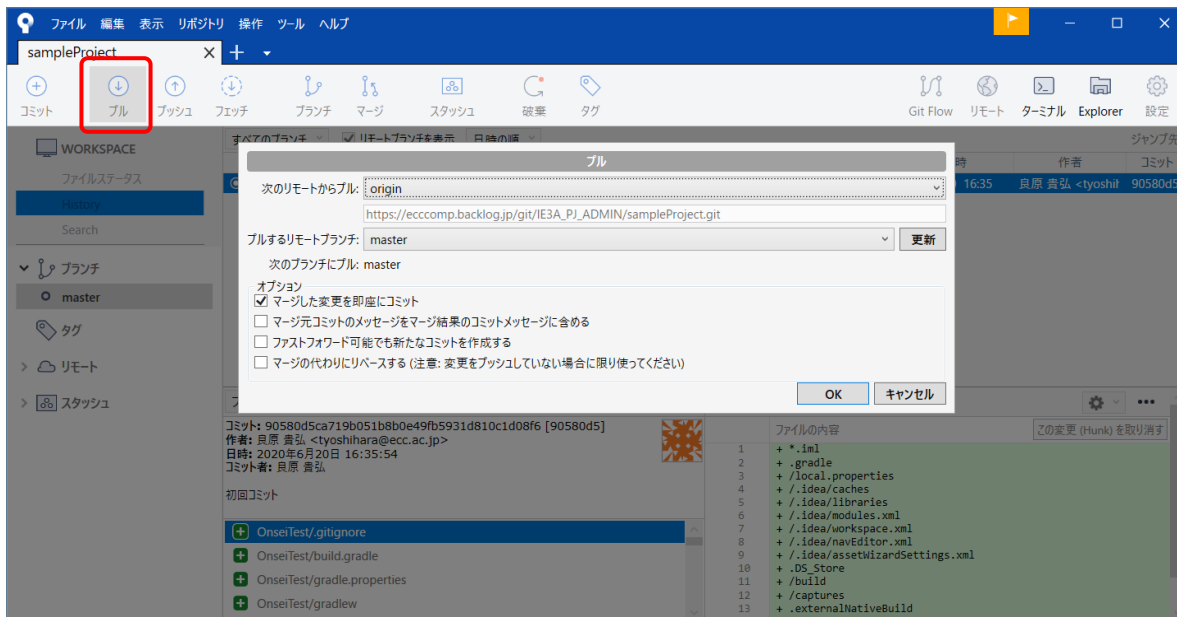 ファイル 編集 表示 リポジトリ 操作 ツール ヘルプ
sampleProject
コミット プル プッシュ フェッチ ブランチ マージ スタッシュ 破棄 タグ Git Flow リモート ターミナル Explorer 設定
WORKSPACE
ファイルステータス
History
Search
ブランチ
master
タグ
リモート
スタッシュ
すべてのブランチ リモートブランチを表示 日時の順 ジャンプ先
時 作者 コミット
16:35 良原 貴弘 <tyoshih 90580d5
プル
次のリモートからプル: origin
https://ecccomp.backlog.jp/git/IE3A_PJ_ADMIN/sampleProject.git
プルするリモートブランチ: master 更新
次のブランチにプル: master
オプション
マージした変更を即座にコミット
マージ元コミットのメッセージをマージ結果のコミットメッセージに含める
ファストフォワード可能でも新たなコミットを作成する
マージの代わりにリベースする (注意: 変更をプッシュしていない場合に限り使ってください)
OK キャンセル
コミット: 90580d5ca719b051b8b0e49fb5931d810c1d08f6 [90580d5]
作者: 良原 貴弘 <tyoshihara@ecc.ac.jp>
日時: 2020年6月20日 16:35:54
コミット者: 良原 貴弘
初回コミット
OnseiTest/.gitignore
OnseiTest/build.gradle
OnseiTest/gradle.properties
OnseiTest/gradlew
ファイルの内容 この変更 (Hunk) を取り消す
1 + *.iml
2 + .gradle
3 + /local.properties
4 + /.idea/caches
5 + /.idea/libraries
6 + /.idea/modules.xml
7 + /.idea/workspace.xml
8 + /.idea/navEditor.xml
9 + /.idea/assetWizardSettings.xml
10 + .DS_Store
11 + /build
12 + /captures
13 + .externalNativeBuild